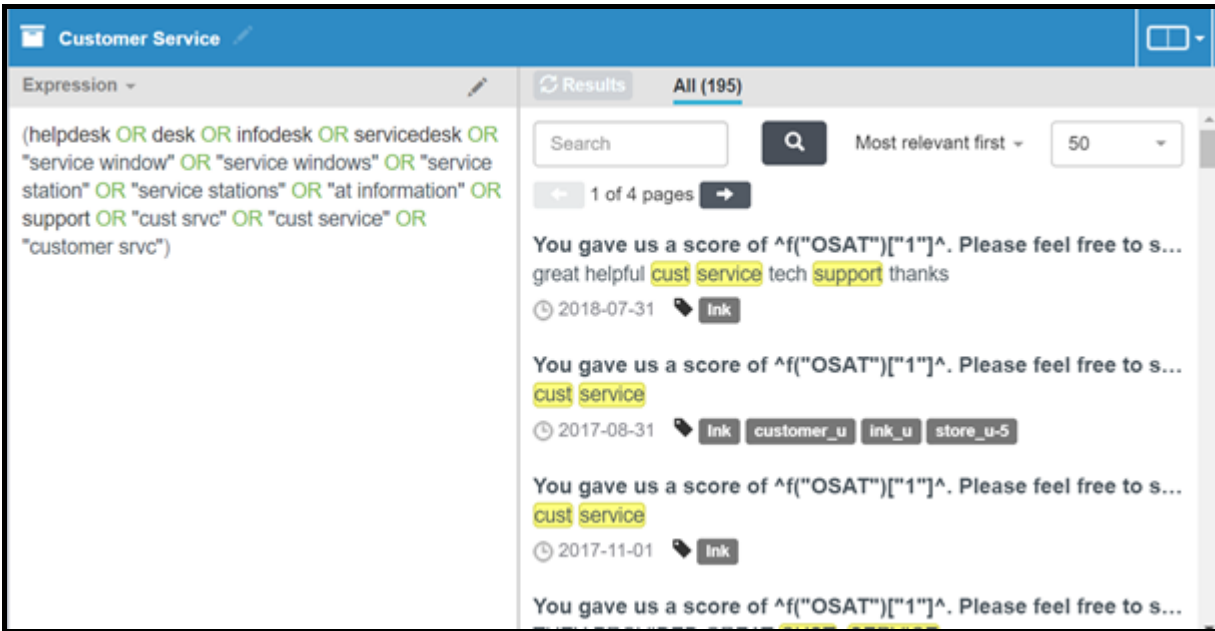 Customer Service
Expression
(helpdesk OR desk OR infodesk OR servicedesk OR
"service window" OR "service windows" OR "service
station" OR "service stations" OR "at information" OR
support OR "cust srvc" OR "cust service" OR
"customer srvc")
Results All (195)
Search Most relevant first 50
1 of 4 pages
You gave us a score of ^f("OSAT")["1"]^. Please feel free to s...
great helpful cust service tech support thanks
2018-07-31 Ink
You gave us a score of ^f("OSAT")["1"]^. Please feel free to s...
cust service
2017-08-31 Ink customer_u ink_u store_u-5
You gave us a score of ^f("OSAT")["1"]^. Please feel free to s...
cust service
2017-11-01 Ink
You gave us a score of ^f("OSAT")["1"]^. Please feel free to s...